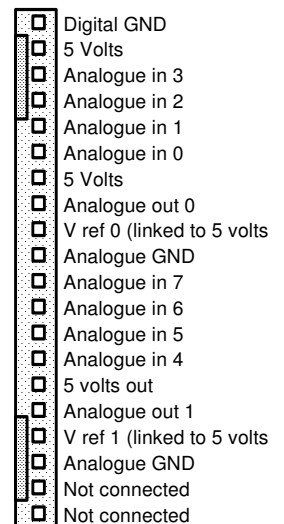 Digital GND
5 Volts
Analogue in 3
Analogue in 2
Analogue in 1
Analogue in 0
5 Volts
Analogue out 0
V ref 0 (linked to 5 volts
Analogue GND
Analogue in 7
Analogue in 6
Analogue in 5
Analogue in 4
5 volts out
Analogue out 1
V ref 1 (linked to 5 volts
Analogue GND
Not connected
Not connected